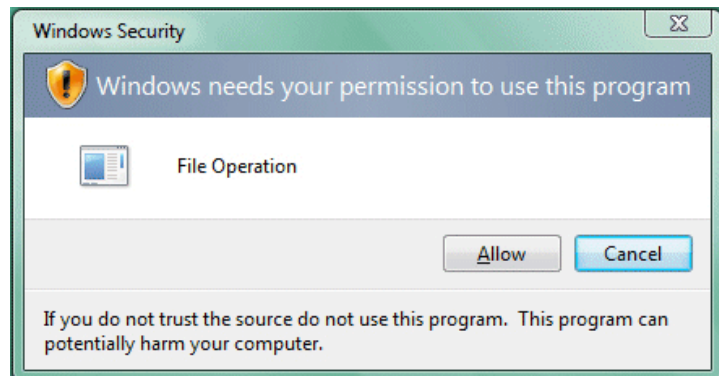 Windows Security
Windows needs your permission to use this program
File Operation
Allow
Cancel
If you do not trust the source do not use this program.  This program can
potentially harm your computer.